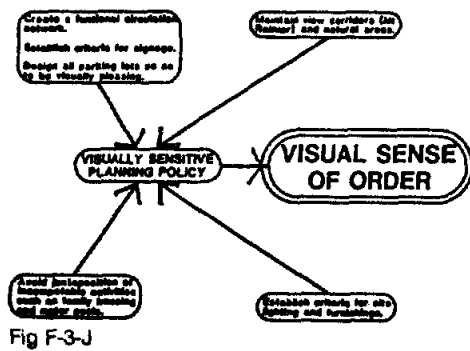 Create a functional circulation
network.
Establish criteria for signage.
Design all parking lots so as
to be visually pleasing.
Maintain view corridors (Mt
Rainier) and natural areas.
VISUALLY SENSITIVE
PLANNING POLICY
VISUAL SENSE
OF ORDER
Avoid juxtaposition of
incompatable activities
such as family housing
and motor pools.
Establish criteria for site
lighting and furnishings.
Fig F-3-J